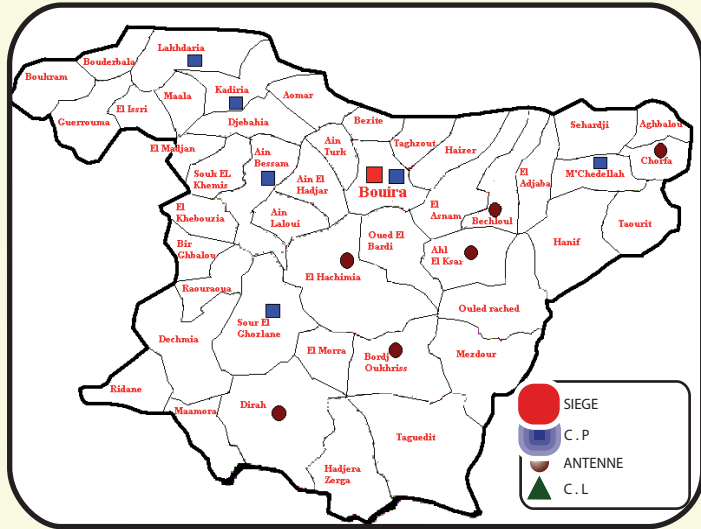 Lakhdaria
Bouderbala
Boukram
Maala
Kadiria
Aomar
El Issri
Guerrouma
Djebahia
Bezite
Sehardji
Aghbalou
El Madjan
Ain
Bessam
Ain
Turk
Taghzout
Haizer
Chorfa
M'Chedellah
Souk EL
Khemis
Ain El
Hadjar
Bouira
El
Adjaba
El
Khebouzia
Ain
Laloui
El
Asnam
Bechloul
Taourit
Bir
Ghbalou
Oued El
Bardi
Ahl
El Ksar
Hanif
Raouraoua
El Hachimia
Ouled rached
Dechmia
Sour El
Ghozlane
El Morra
Bordj
Oukhriss
Mezdour
Ridane
Maamora
Dirah
Taguedit
Hadjera
Zerga
SIEGE
C . P
ANTENNE
C . L